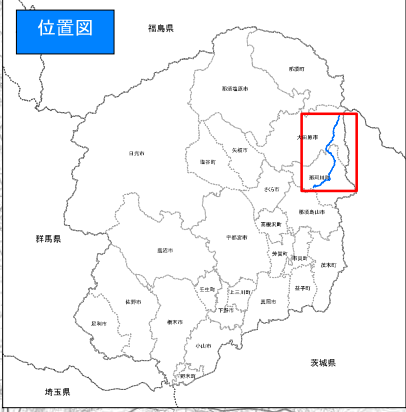 位置図
福島県
那須町
那須塩原市
大田原市
日光市
矢板市
塩谷町
那珂川町
さくら市
那須烏山市
高根沢町
群馬県
宇都宮市
鹿沼市
芳賀町
市貝町
茂木町
壬生町
上三川町
益子町
真岡市
佐野市
下野市
栃木市
足利市
小山市
野木町
茨城県
埼玉県